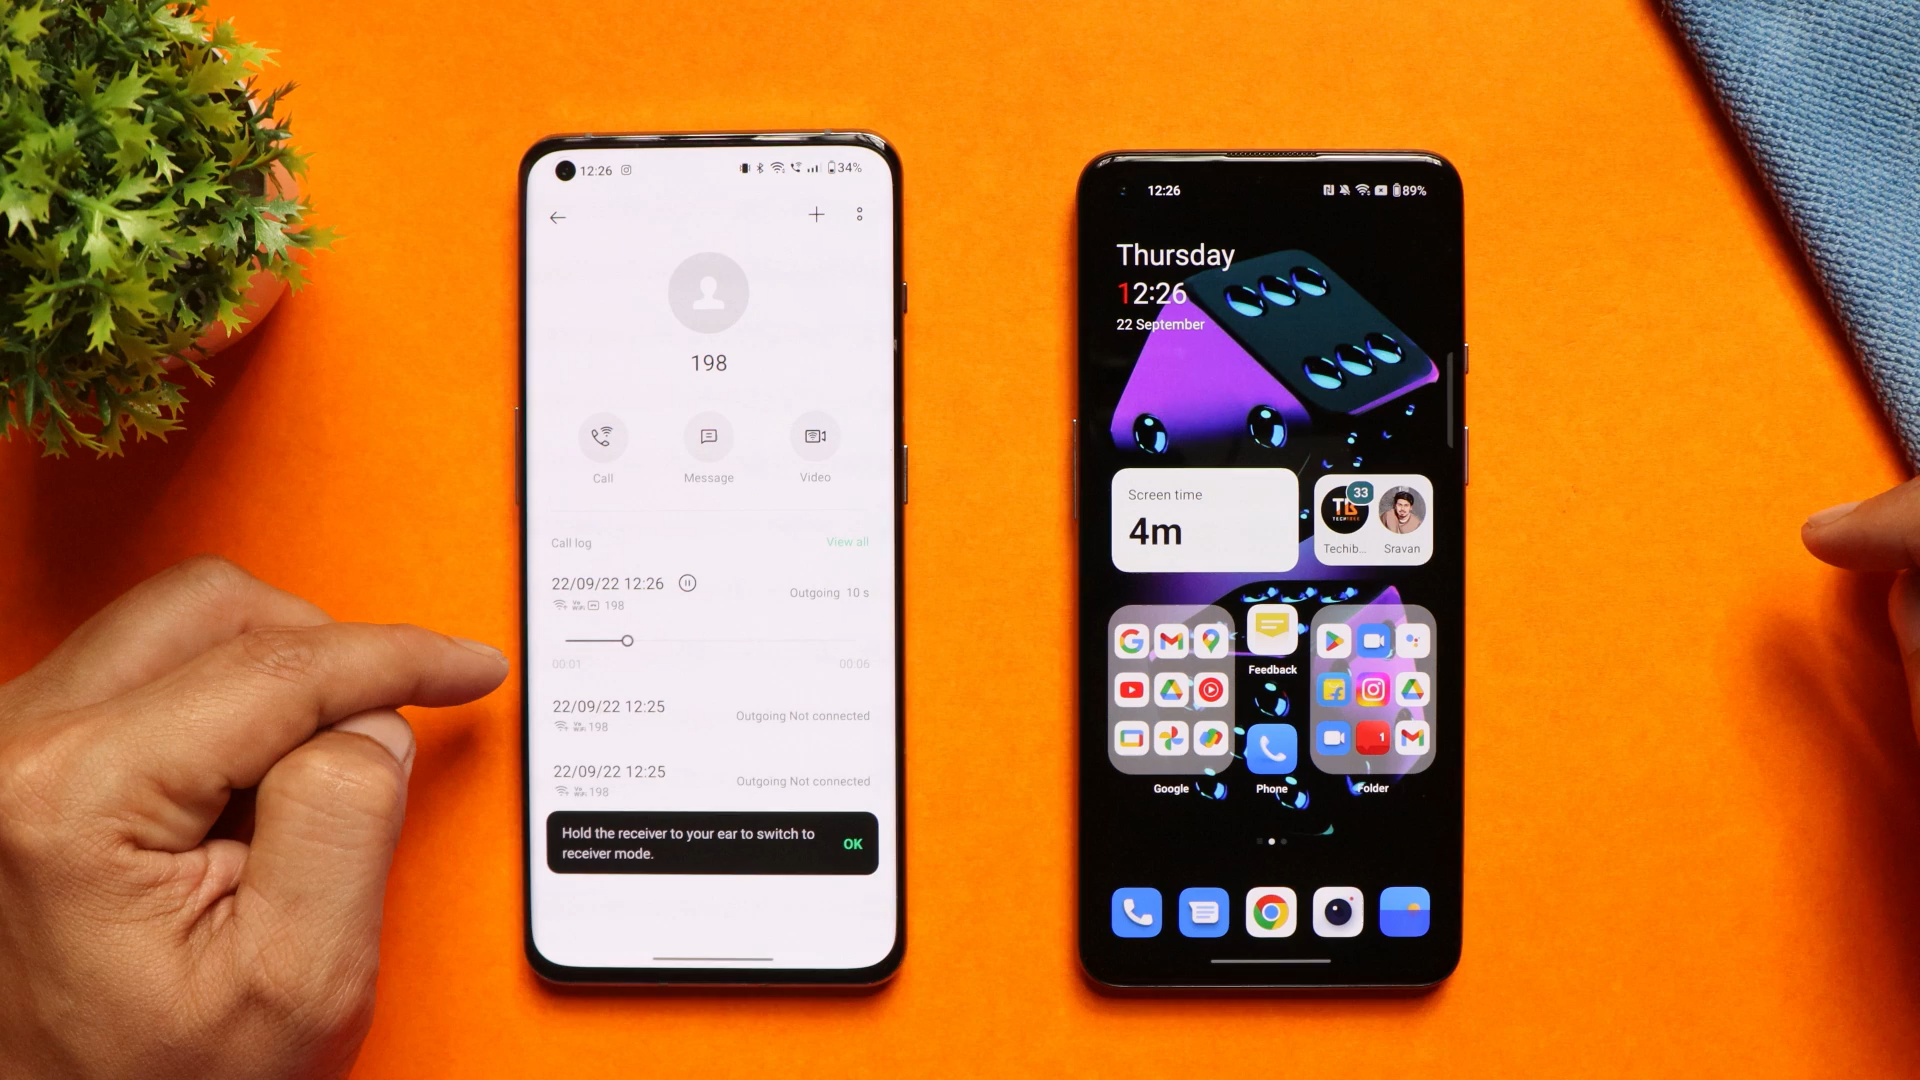 12:26
34%
198
Call
Message
Video
Call log
View all
22/09/22 12:26
Outgoing 10 s
198
00:01
00:06
22/09/22 12:25
Outgoing Not connected
198
22/09/22 12:25
Outgoing Not connected
198
Hold the receiver to your ear to switch to
receiver mode.
OK
12:26
89%
Thursday
12:26
22 September
Screen time
4m
33
Techib...
Sravan
Feedback
1
Google
Phone
Folder